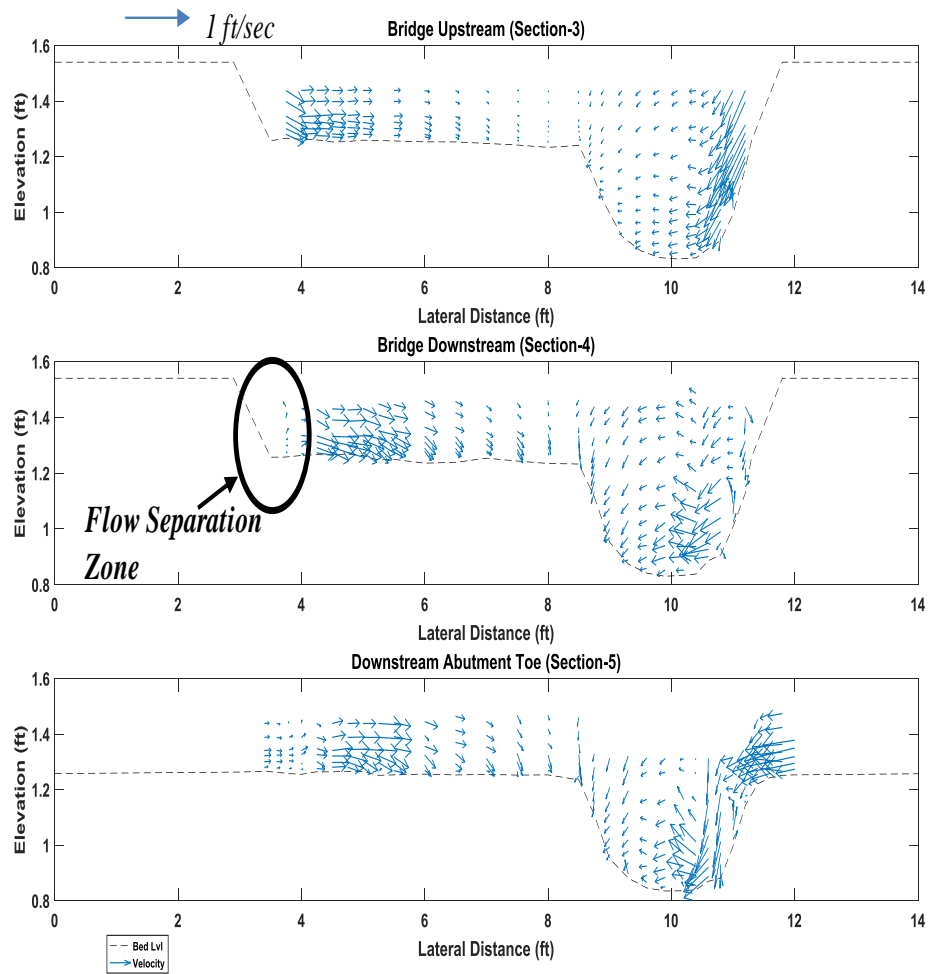 1 ft/sec
Bridge Upstream (Section-3)
1.6
1.4
1.2
1
0.8
Elevation (ft)
0 2 4 6 8 10 12 14
Lateral Distance (ft)
Bridge Downstream (Section-4)
1.6
1.4
1.2
1
0.8
Elevation (ft)
Flow Separation
Zone
0 2 4 6 8 10 12 14
Lateral Distance (ft)
Downstream Abutment Toe (Section-5)
1.6
1.4
1.2
1
0.8
Elevation (ft)
0 2 4 6 8 10 12 14
Lateral Distance (ft)
Bed Lvl
Velocity